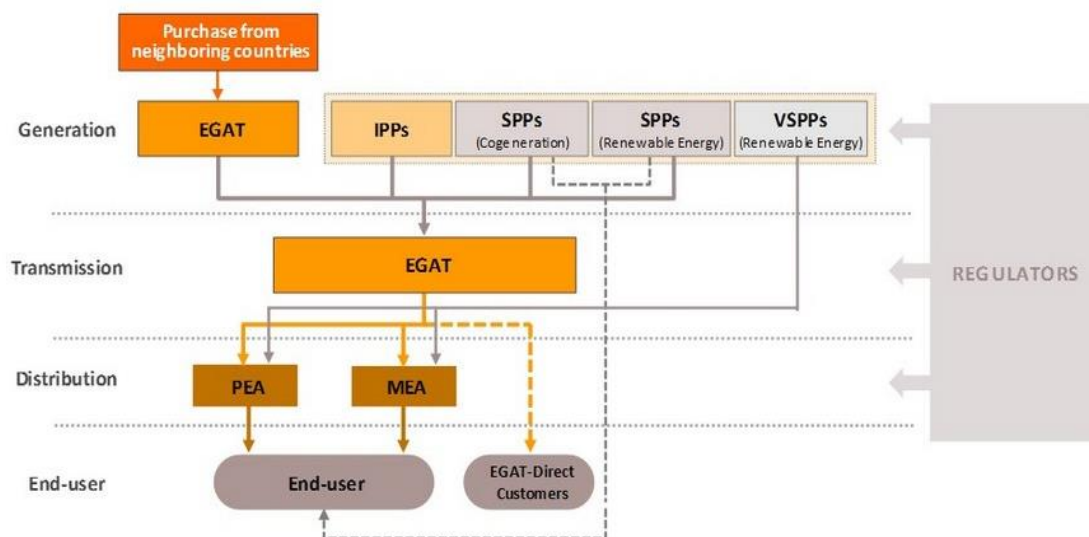 Purchase from
neighboring countries
Generation
EGAT
IPPs
SPPs
(Cogeneration)
SPPs
(Renewable Energy)
VSPPs
(Renewable Energy)
Transmission
EGAT
REGULATORS
Distribution
PEA
MEA
End-user
End-user
EGAT-Direct
Customers